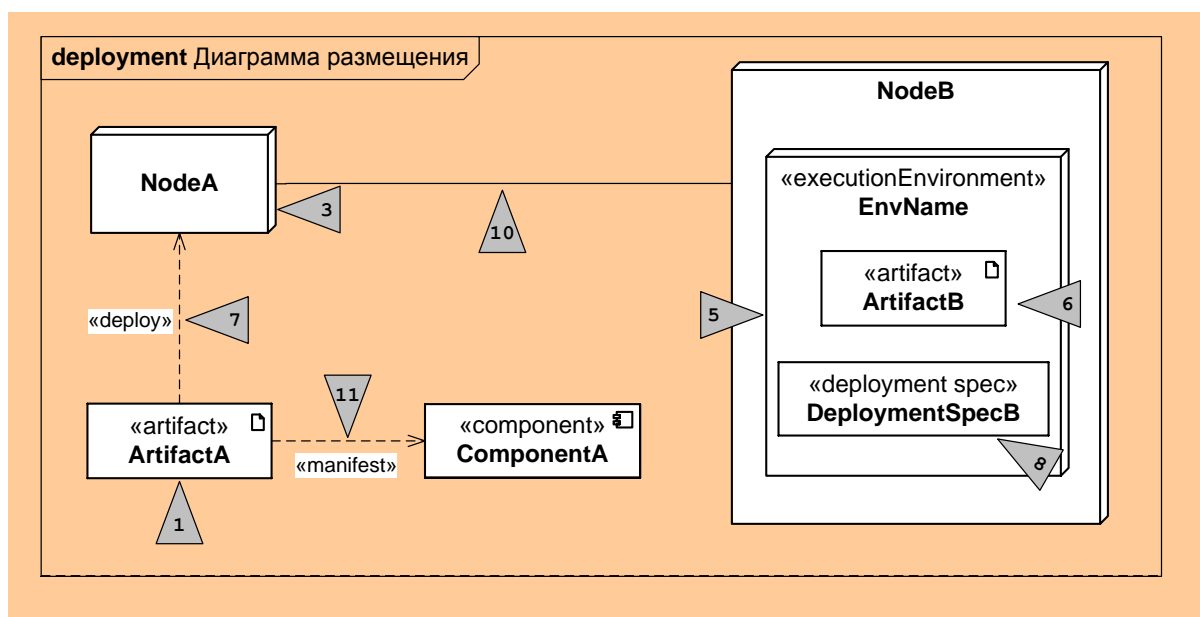 deployment Диаграмма размещения
NodeB
NodeA
«executionEnvironment»
EnvName
3
10
«artifact»
ArtifactB
5
6
«deploy»
7
«deployment spec»
DeploymentSpecB
11
«artifact»
ArtifactA
«component»
ComponentA
«manifest»
8
1